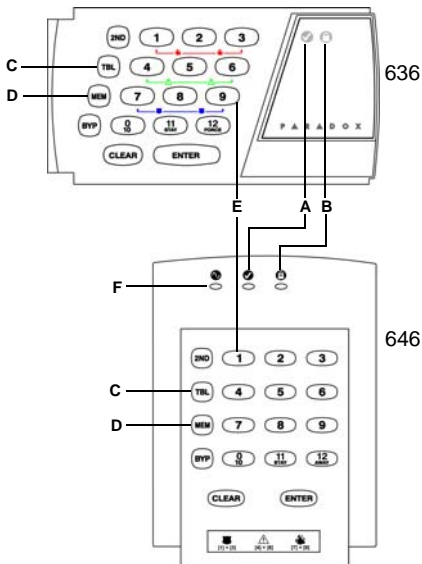 2ND 1 2 3
C TBL 4 5 6 636
D MEM 7 8 9
BYP 0 10 11 STAT 12 FORCE
PARADOX
CLEAR ENTER
E A B
F
646
2ND 1 2 3
C TBL 4 5 6
D MEM 7 8 9
BYP 0 10 11 STAT 12 AWAY
CLEAR ENTER
[1] + [3] [4] + [6] [7] + [9]